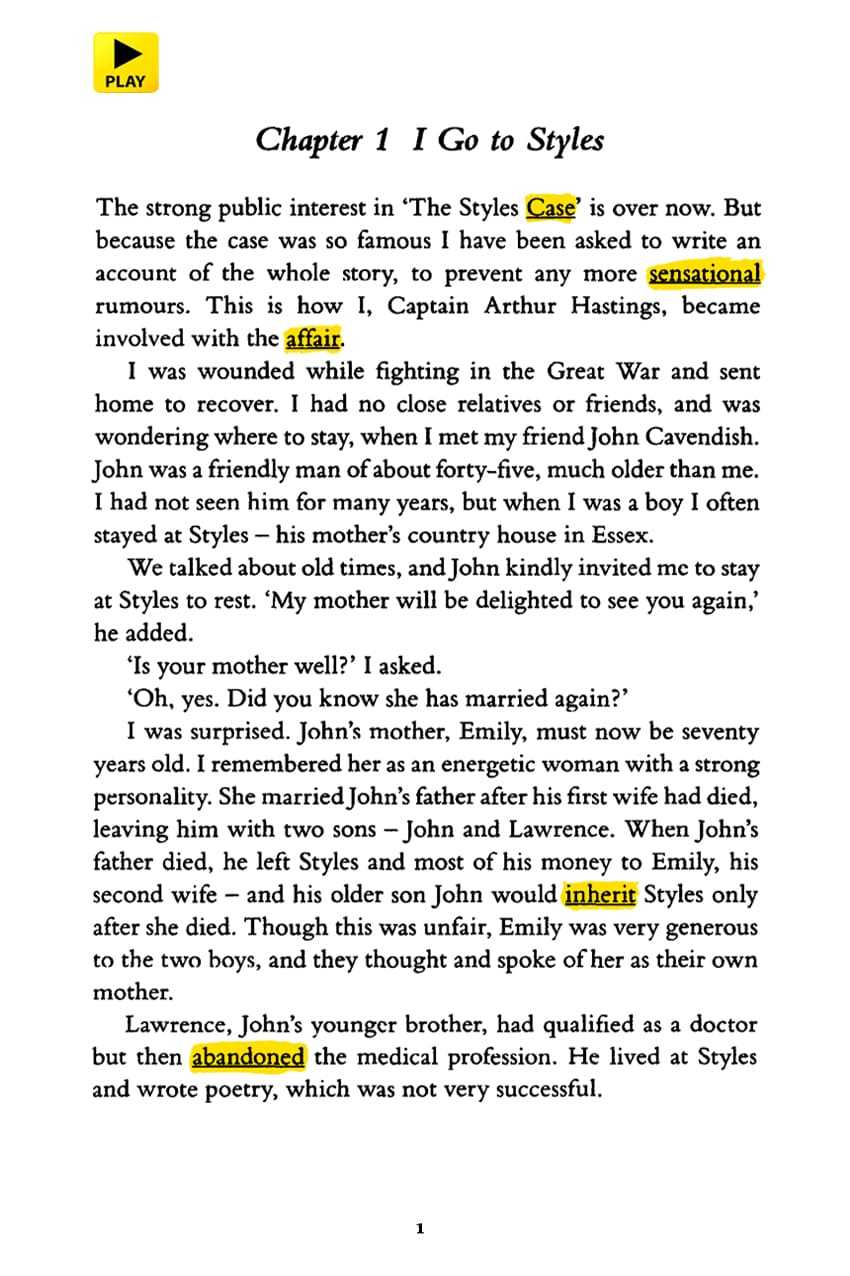 PLAY
Chapter 1 I Go to Styles
The strong public interest in ‘The Styles Case’ is over now. But
because the case was so famous I have been asked to write an
account of the whole story, to prevent any more sensational
rumours. This is how I, Captain Arthur Hastings, became
involved with the affair.
I was wounded while fighting in the Great War and sent
home to recover. I had no close relatives or friends, and was
wondering where to stay, when I met my friend John Cavendish.
John was a friendly man of about forty-five, much older than me.
I had not seen him for many years, but when I was a boy I often
stayed at Styles – his mother’s country house in Essex.
We talked about old times, and John kindly invited me to stay
at Styles to rest. ‘My mother will be delighted to see you again,’
he added.
‘Is your mother well?’ I asked.
‘Oh, yes. Did you know she has married again?’
I was surprised. John’s mother, Emily, must now be seventy
years old. I remembered her as an energetic woman with a strong
personality. She married John’s father after his first wife had died,
leaving him with two sons – John and Lawrence. When John’s
father died, he left Styles and most of his money to Emily, his
second wife – and his older son John would inherit Styles only
after she died. Though this was unfair, Emily was very generous
to the two boys, and they thought and spoke of her as their own
mother.
Lawrence, John’s younger brother, had qualified as a doctor
but then abandoned the medical profession. He lived at Styles
and wrote poetry, which was not very successful.
1